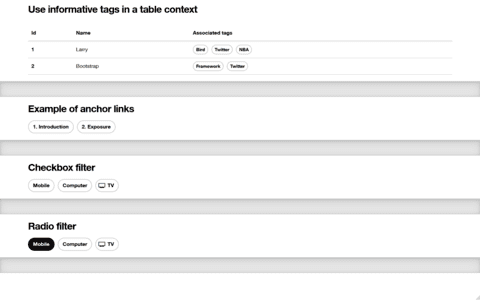 Use informative tags in a table context
Id Name Associated tags
1 Larry Bird Twitter NBA
2 Bootstrap Framework Twitter
Example of anchor links
1. Introduction 2. Exposure
Checkbox filter
Mobile Computer TV
Radio filter
Mobile Computer TV